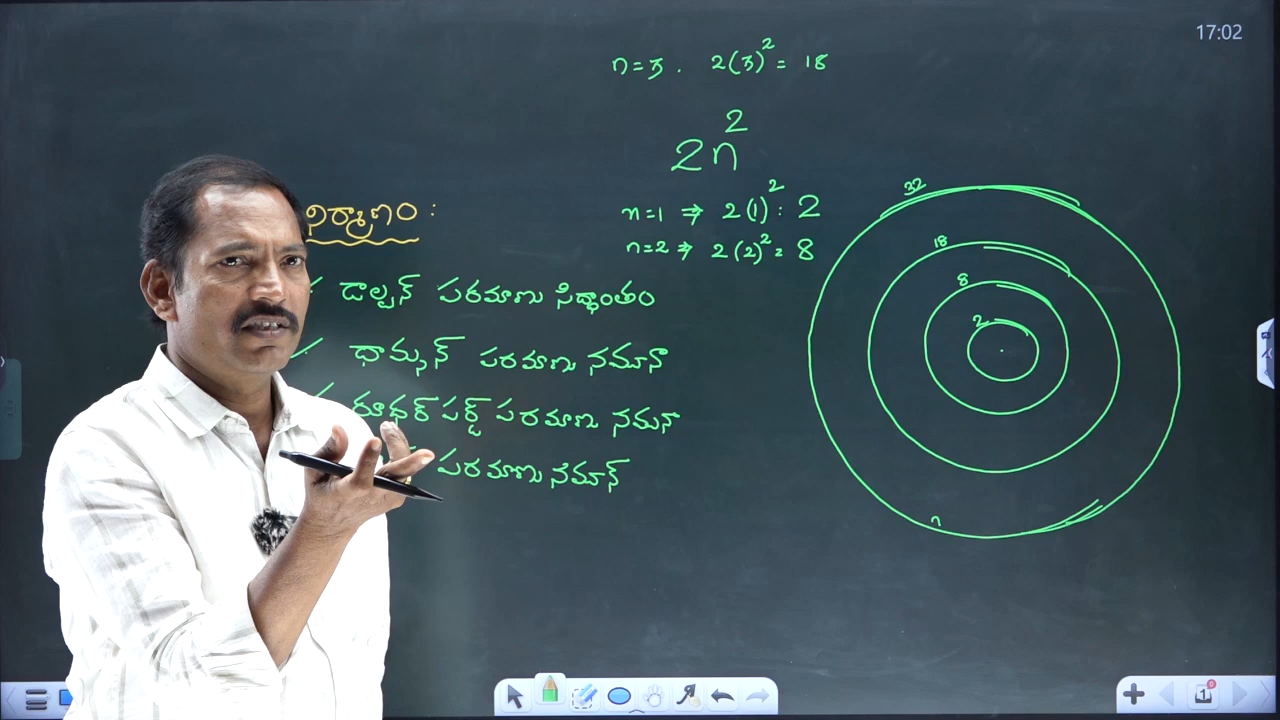 17:02
n=3. 2(3)² = 18
2n²
n=1 ⇒ 2(1)² : 2
n=2 ⇒ 2(2)² = 8
నిర్మాణం :
డాల్టన్ పరమాణు సిద్ధాంతం
థామ్సన్ పరమాణు నమూనా
రూథర్ ఫర్డ్ పరమాణు నమునా
పరమాణు నమూన్
32
18
8
2
n
1